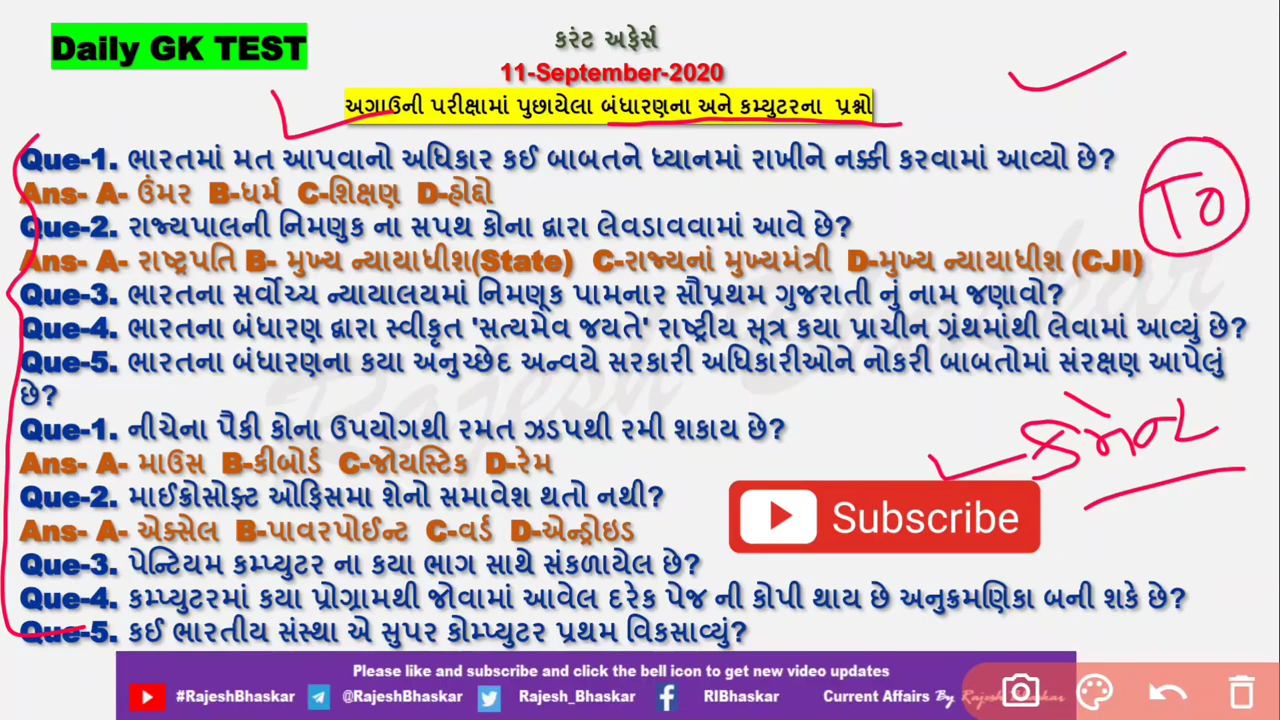 Daily GK TEST
કરંટ અફેર્સ
11-September-2020
અગાઉની પરીક્ષામાં પુછાયેલા બંધારણના અને કમ્યુટરના પ્રશ્નો
Que-1. ભારતમાં મત આપવાનો અધિકાર કઈ બાબતને ધ્યાનમાં રાખીને નક્કી કરવામાં આવ્યો છે?
Ans- A- ઉંમર B-ધર્મ C-શિક્ષણ D-હોદ્દો
Que-2. રાજ્યપાલની નિમણુક ના સપથ કોના દ્વારા લેવડાવવામાં આવે છે?
Ans- A- રાષ્ટ્રપતિ B- મુખ્ય ન્યાયાધીશ(State) C-રાજ્યનાં મુખ્યમંત્રી D-મુખ્ય ન્યાયાધીશ (CJI)
Que-3. ભારતના સર્વોચ્ચ ન્યાયાલયમાં નિમણૂક પામનાર સૌપ્રથમ ગુજરાતી નું નામ જણાવો?
Que-4. ભારતના બંધારણ દ્વારા સ્વીકૃત 'સત્યમેવ જયતે' રાષ્ટ્રીય સૂત્ર કયા પ્રાચીન ગ્રંથમાંથી લેવામાં આવ્યું છે?
Que-5. ભારતના બંધારણના કયા અનુચ્છેદ અન્વયે સરકારી અધિકારીઓને નોકરી બાબતોમાં સંરક્ષણ આપેલું
છે?
Que-1. નીચેના પૈકી કોના ઉપયોગથી રમત ઝડપથી રમી શકાય છે?
Ans- A- માઉસ B-કીબોર્ડ C-જોયસ્ટિક D-રેમ
Que-2. માઈક્રોસોફ્ટ ઓફિસમા શેનો સમાવેશ થતો નથી?
Ans- A- એક્સેલ B-પાવરપોઈન્ટ C-વર્ડ D-એન્ડ્રોઇડ
Que-3. પેન્ટિયમ કમ્પ્યુટર ના કયા ભાગ સાથે સંકળાયેલ છે?
Que-4. કમ્પ્યુટરમાં કયા પ્રોગ્રામથી જોવામાં આવેલ દરેક પેજ ની કોપી થાય છે અનુક્રમણિકા બની શકે છે?
Que-5. કઈ ભારતીય સંસ્થા એ સુપર કોમ્પ્યુટર પ્રથમ વિકસાવ્યું?
To
કોમેન્ટ
Subscribe
Please like and subscribe and click the bell icon to get new video updates
#RajeshBhaskar @RajeshBhaskar Rajesh_Bhaskar RIBhaskar Current Affairs By Rajesh Bhaskar